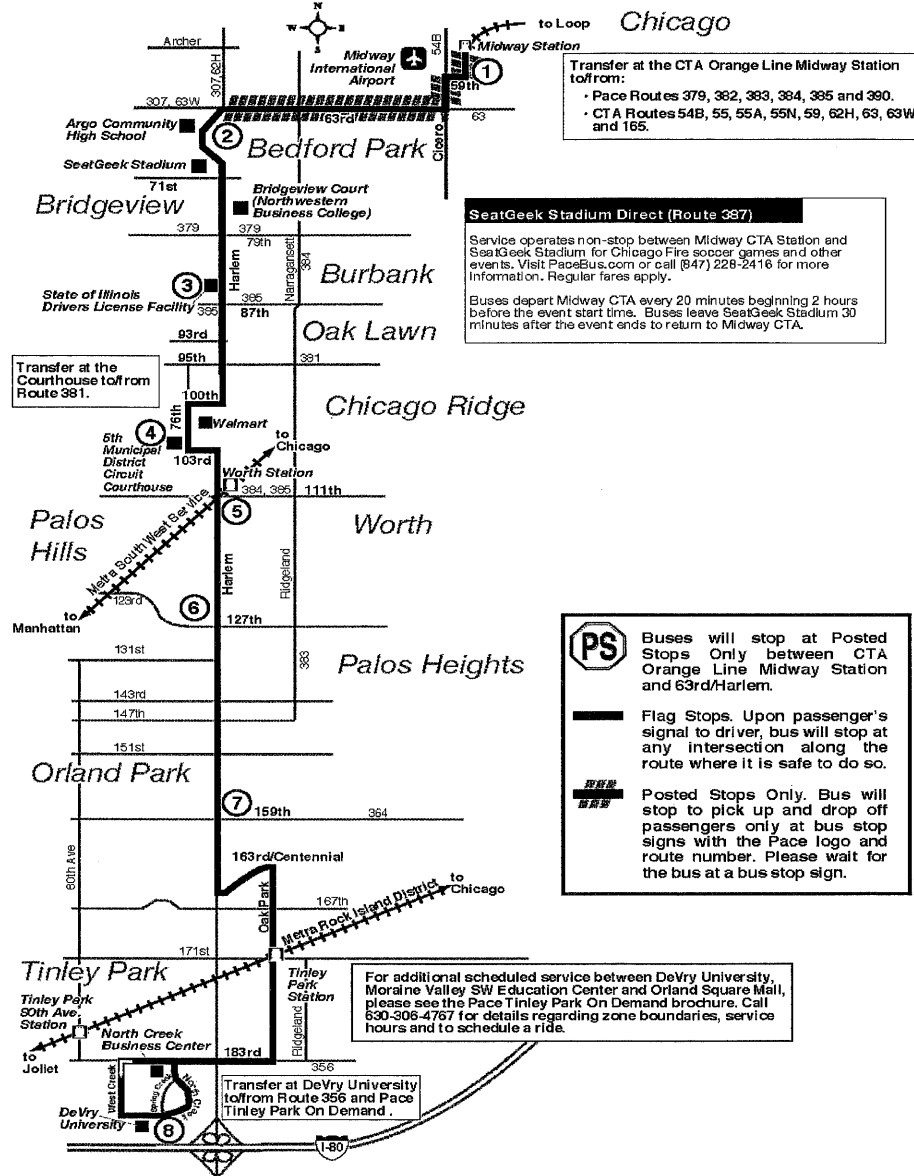 Chicago
to Loop
N
W E
S
Midway Station
Archer
307,62H
Midway
International
Airport
54B
1
59th
Transfer at the CTA Orange Line Midway Station
to/from:
• Pace Routes 379, 382, 383, 384, 385 and 390.
• CTA Routes 54B, 55, 55A, 55N, 59, 62H, 63, 63W
and 165.
307, 63W
63rd
63
Cicero
Argo Community
High School
2
Bedford Park
SeatGeek Stadium
71st
Bridgeview
Bridgeview Court
(Northwestern
Business College)
SeatGeek Stadium Direct (Route 387)
Service operates non-stop between Midway CTA Station and
SeatGeek Stadium for Chicago Fire soccer games and other
events. Visit PaceBus.com or call (847) 228-2416 for more
information. Regular fares apply.
Buses depart Midway CTA every 20 minutes beginning 2 hours
before the event start time. Buses leave SeatGeek Stadium 30
minutes after the event ends to return to Midway CTA.
379
379
79th
Harlem
Narragansett
384
Burbank
3
State of Illinois
Drivers License Facility
385
385
87th
Oak Lawn
93rd
95th
381
Transfer at the
Courthouse to/from
Route 381.
100th
76th
Chicago Ridge
Walmart
4
5th
Municipal
District
Circuit
Courthouse
103rd
to
Chicago
Worth Station
384, 385
111th
5
Palos
Hills
Worth
Metra South West Service
Harlem
Ridgeland
123rd
6
to
Manhattan
127th
131st
383
Palos Heights
143rd
147th
151st
Orland Park
7
159th
364
PS
Buses will stop at Posted
Stops Only between CTA
Orange Line Midway Station
and 63rd/Harlem.
Flag Stops. Upon passenger's
signal to driver, bus will stop at
any intersection along the
route where it is safe to do so.
Posted Stops Only. Bus will
stop to pick up and drop off
passengers only at bus stop
signs with the Pace logo and
route number. Please wait for
the bus at a bus stop sign.
80th Ave
163rd/Centennial
Oak Park
to
Chicago
167th
Metra Rock Island District
171st
Tinley Park
Tinley
Park
Station
Ridgeland
Tinley Park
80th Ave.
Station
For additional scheduled service between DeVry University,
Moraine Valley SW Education Center and Orland Square Mall,
please see the Pace Tinley Park On Demand brochure. Call
630-306-4767 for details regarding zone boundaries, service
hours and to schedule a ride.
North Creek
Business Center
to
Joliet
183rd
356
West Creek
Spring Creek
North Creek
Transfer at DeVry University
to/from Route 356 and Pace
Tinley Park On Demand .
DeVry
University
8
I-80